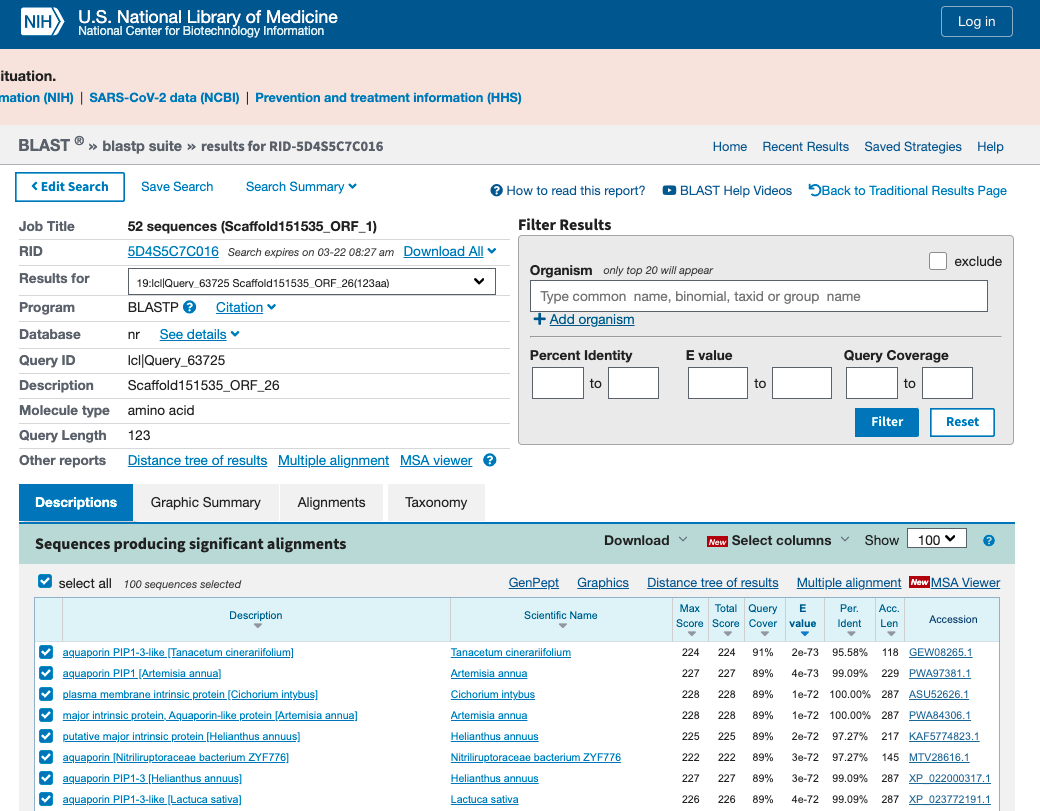 NIH U.S. National Library of Medicine
National Center for Biotechnology Information
Log in
ituation.
mation (NIH) | SARS-CoV-2 data (NCBI) | Prevention and treatment information (HHS)
BLAST ® » blastp suite » results for RID-5D4S5C7C016
Home Recent Results Saved Strategies Help
< Edit Search Save Search Search Summary
How to read this report? BLAST Help Videos Back to Traditional Results Page
Job Title 52 sequences (Scaffold151535_ORF_1)
RID 5D4S5C7C016 Search expires on 03-22 08:27 am Download All
Results for 19:lcl|Query_63725 Scaffold151535_ORF_26(123aa)
Program BLASTP ? Citation
Database nr See details
Query ID lcl|Query_63725
Description Scaffold151535_ORF_26
Molecule type amino acid
Query Length 123
Other reports Distance tree of results Multiple alignment MSA viewer ?
Filter Results
exclude
Organism only top 20 will appear
Type common name, binomial, taxid or group name
+ Add organism
Percent Identity E value Query Coverage
to to to
Filter Reset
Descriptions Graphic Summary Alignments Taxonomy
Sequences producing significant alignments Download New Select columns Show 100 ?
select all 100 sequences selected GenPept Graphics Distance tree of results Multiple alignment New MSA Viewer
Description Scientific Name Max Score Total Score Query Cover E value Per. Ident Acc. Len Accession
aquaporin PIP1-3-like [Tanacetum cinerariifolium] Tanacetum cinerariifolium 224 224 91% 2e-73 95.58% 118 GEW08265.1
aquaporin PIP1 [Artemisia annua] Artemisia annua 227 227 89% 4e-73 99.09% 229 PWA97381.1
plasma membrane intrinsic protein [Cichorium intybus] Cichorium intybus 228 228 89% 1e-72 100.00% 287 ASU52626.1
major intrinsic protein, Aquaporin-like protein [Artemisia annua] Artemisia annua 228 228 89% 1e-72 100.00% 287 PWA84306.1
putative major intrinsic protein [Helianthus annuus] Helianthus annuus 225 225 89% 2e-72 97.27% 217 KAF5774823.1
aquaporin [Nitriliruptoraceae bacterium ZYF776] Nitriliruptoraceae bacterium ZYF776 222 222 89% 3e-72 97.27% 145 MTV28616.1
aquaporin PIP1-3 [Helianthus annuus] Helianthus annuus 227 227 89% 3e-72 99.09% 287 XP_022000317.1
aquaporin PIP1-3-like [Lactuca sativa] Lactuca sativa 226 226 89% 4e-72 99.09% 287 XP_023772191.1